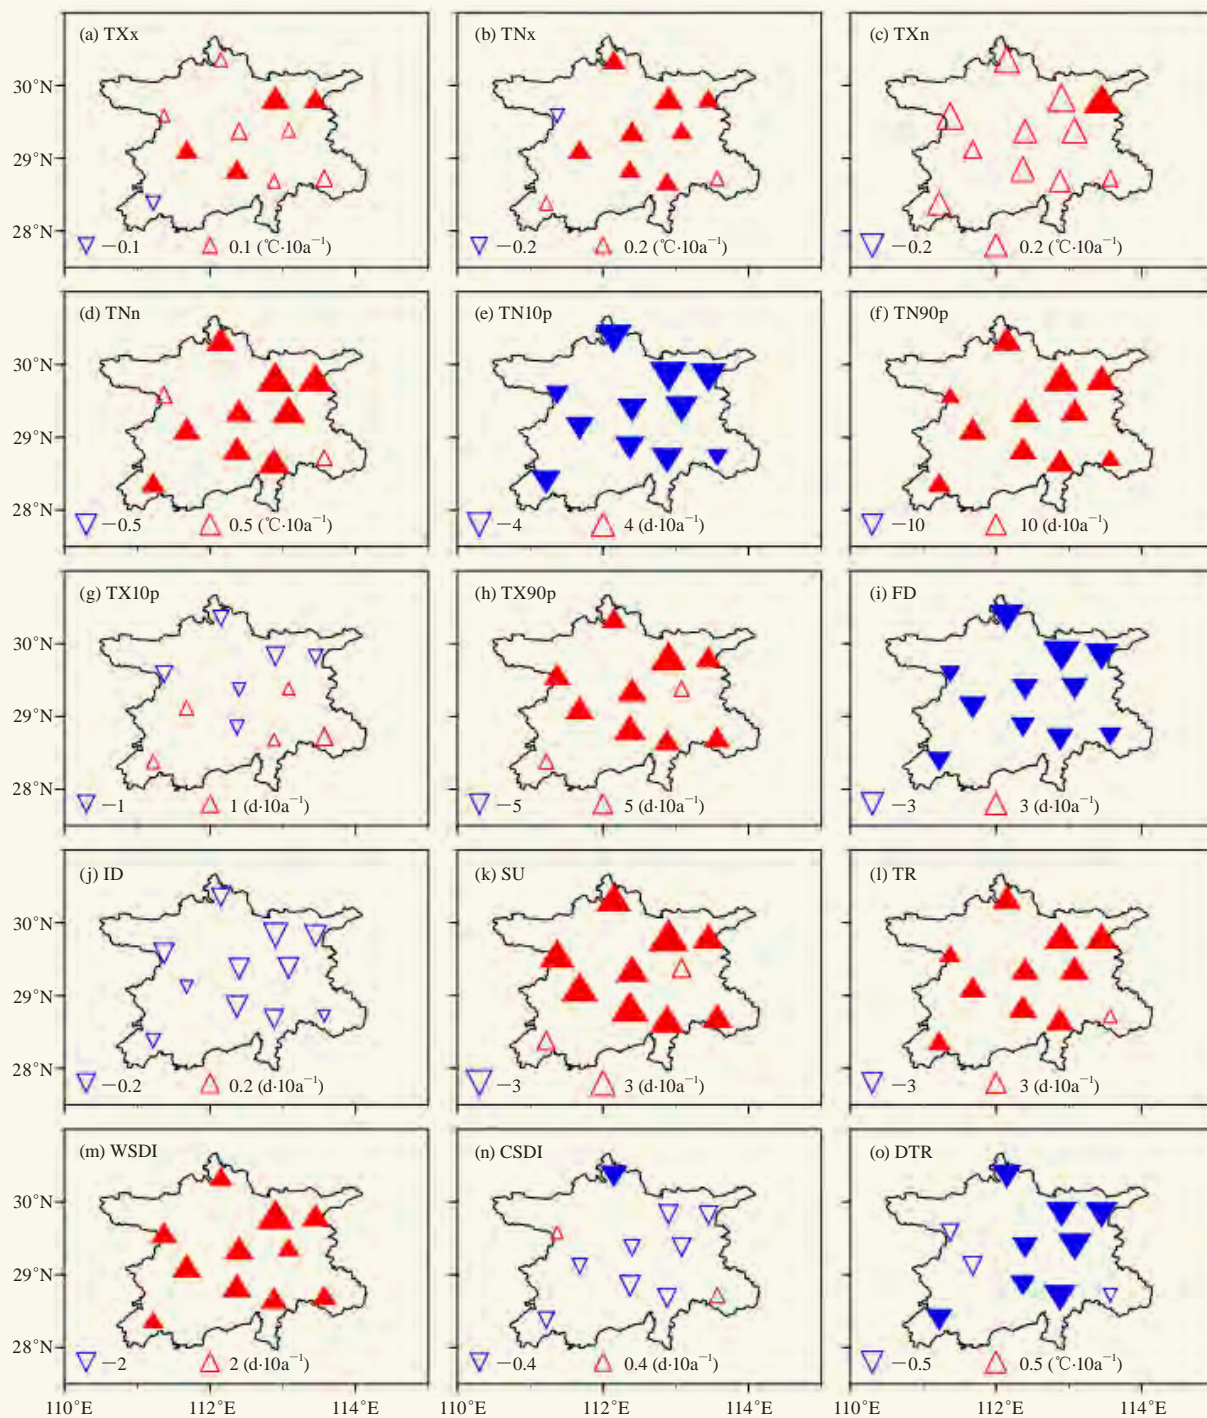 (a) TXx (b) TNx (c) TXn
30°N
29°N
28°N
−0.1 0.1 (℃·10a⁻¹) −0.2 0.2 (℃·10a⁻¹) −0.2 0.2 (℃·10a⁻¹)
(d) TNn (e) TN10p (f) TN90p
30°N
29°N
28°N
−0.5 0.5 (℃·10a⁻¹) −4 4 (d·10a⁻¹) −10 10 (d·10a⁻¹)
(g) TX10p (h) TX90p (i) FD
30°N
29°N
28°N
−1 1 (d·10a⁻¹) −5 5 (d·10a⁻¹) −3 3 (d·10a⁻¹)
(j) ID (k) SU (l) TR
30°N
29°N
28°N
−0.2 0.2 (d·10a⁻¹) −3 3 (d·10a⁻¹) −3 3 (d·10a⁻¹)
(m) WSDI (n) CSDI (o) DTR
30°N
29°N
28°N
−2 2 (d·10a⁻¹) −0.4 0.4 (d·10a⁻¹) −0.5 0.5 (℃·10a⁻¹)
110°E 112°E 114°E 112°E 114°E 112°E 114°E